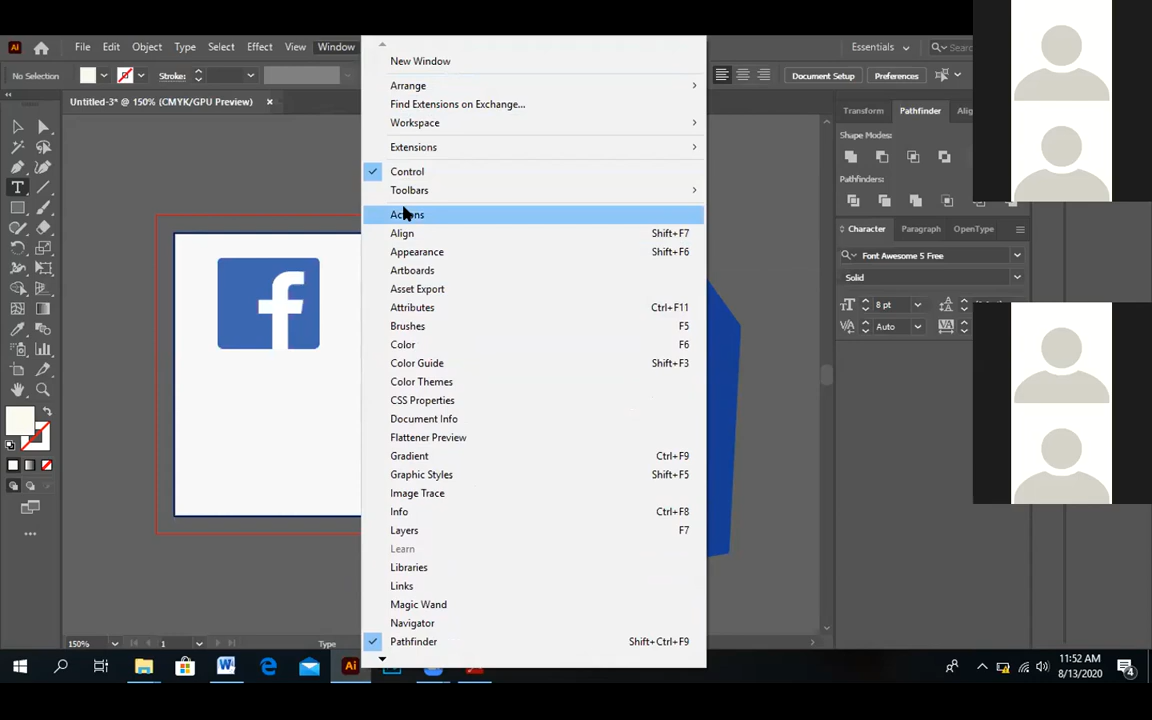 Ai File Edit Object Type Select Effect View Window Essentials Searc
No Selection Stroke: Document Setup Preferences
Untitled-3* @ 150% (CMYK/GPU Preview) ×
New Window
Arrange
Find Extensions on Exchange...
Workspace
Extensions
Control
Toolbars
Actions
Align Shift+F7
Appearance Shift+F6
Artboards
Asset Export
Attributes Ctrl+F11
Brushes F5
Color F6
Color Guide Shift+F3
Color Themes
CSS Properties
Document Info
Flattener Preview
Gradient Ctrl+F9
Graphic Styles Shift+F5
Image Trace
Info Ctrl+F8
Layers F7
Learn
Libraries
Links
Magic Wand
Navigator
Pathfinder Shift+Ctrl+F9
Transform Pathfinder Alig
Shape Modes:
Pathfinders:
Character Paragraph OpenType
Font Awesome 5 Free
Solid
8 pt
Auto
f
150% 1 Type
Ai
11:52 AM
8/13/2020
4